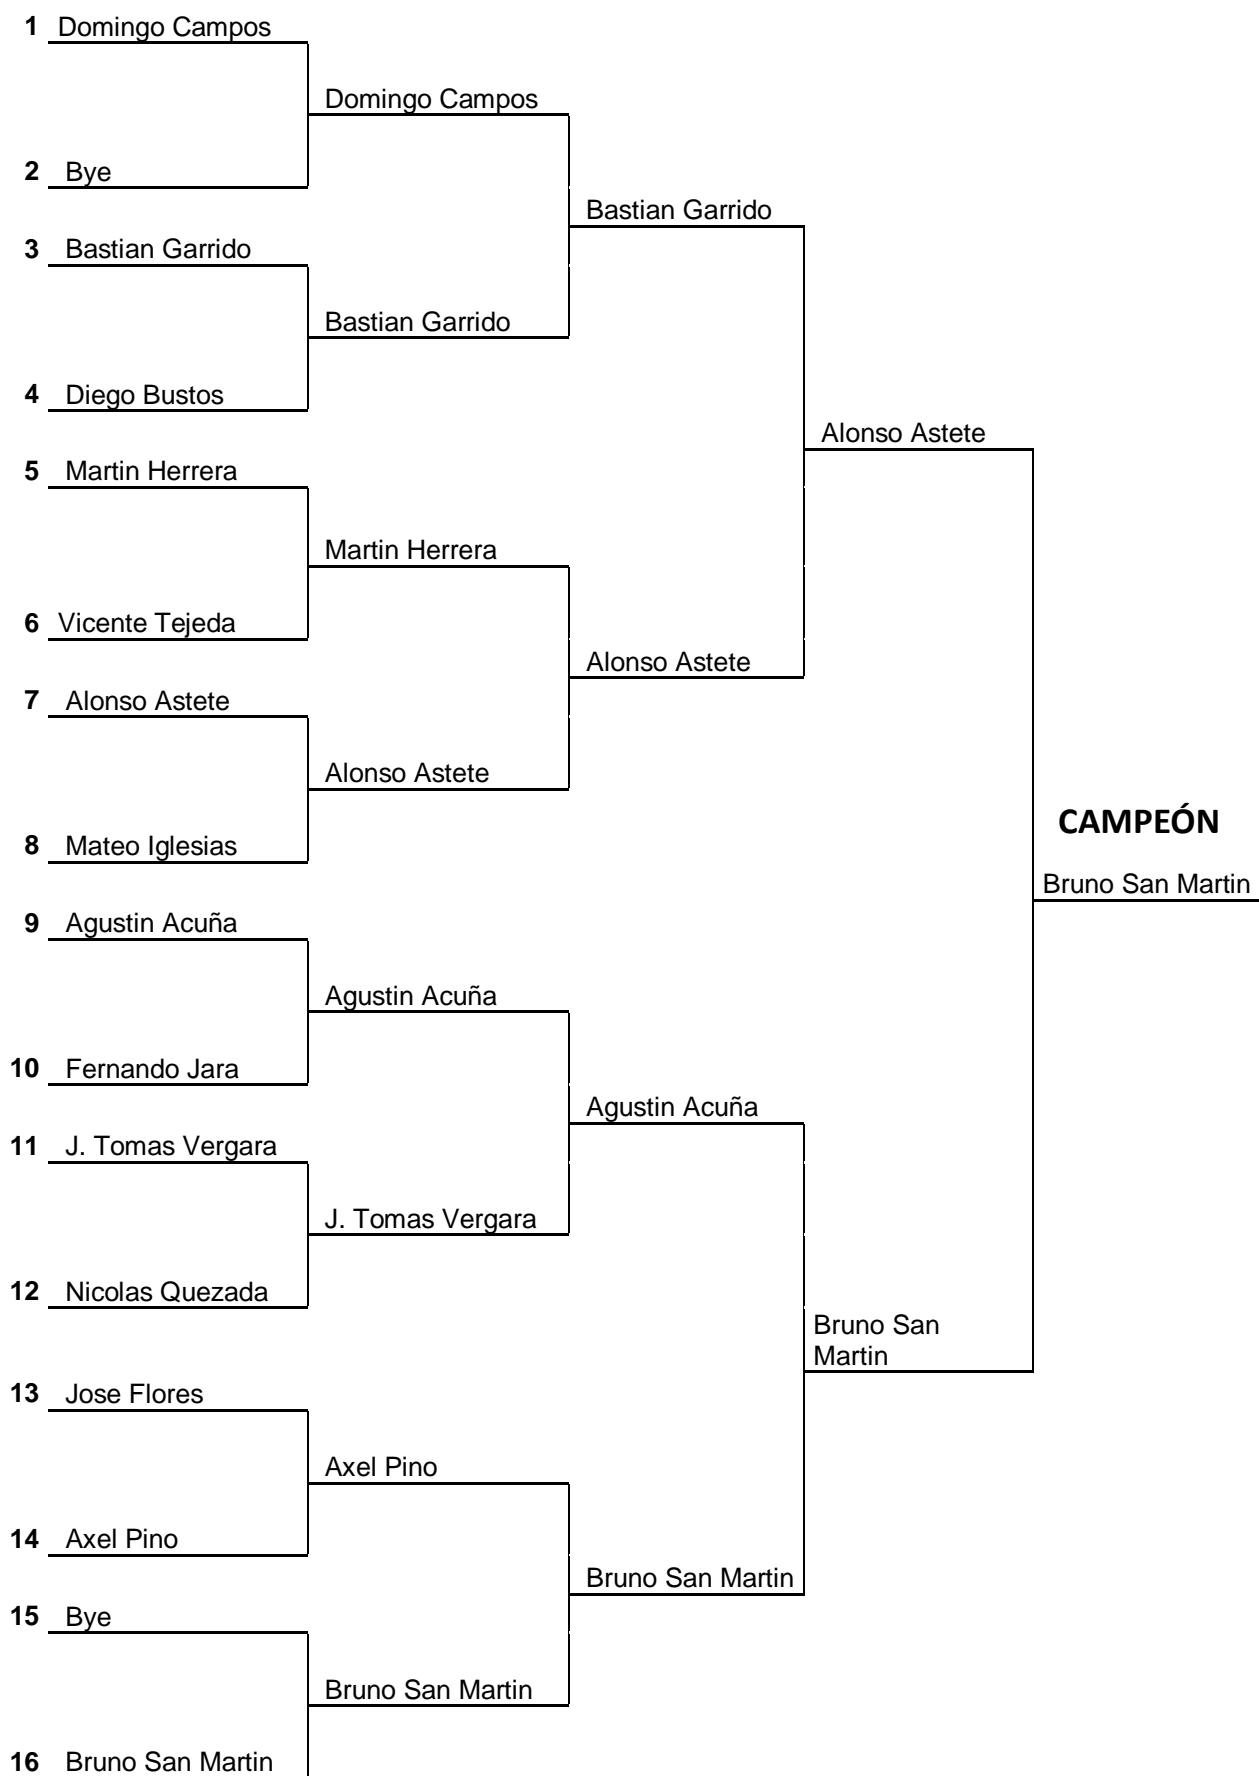 1 Domingo Campos
Domingo Campos
2 Bye
Bastian Garrido
3 Bastian Garrido
Bastian Garrido
4 Diego Bustos
Alonso Astete
5 Martin Herrera
Martin Herrera
6 Vicente Tejeda
Alonso Astete
7 Alonso Astete
Alonso Astete
8 Mateo Iglesias
CAMPEÓN
Bruno San Martin
9 Agustin Acuña
Agustin Acuña
10 Fernando Jara
Agustin Acuña
11 J. Tomas Vergara
J. Tomas Vergara
12 Nicolas Quezada
Bruno San
Martin
13 Jose Flores
Axel Pino
14 Axel Pino
Bruno San Martin
15 Bye
Bruno San Martin
16 Bruno San Martin